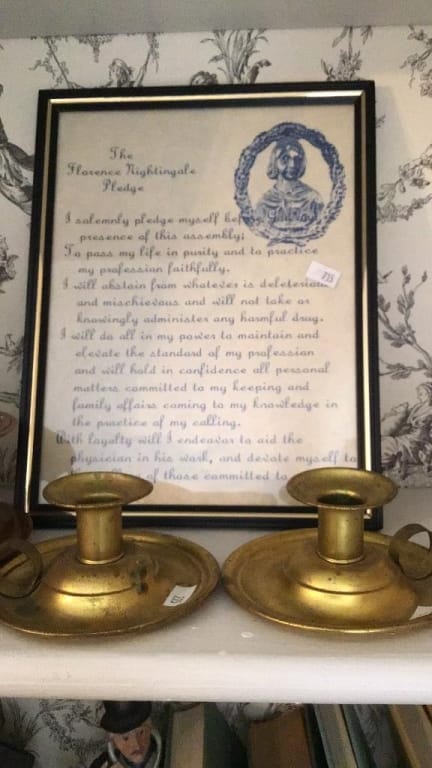 The
Florence Nightingale
Pledge
I solemnly pledge myself
presence of this assembly;
To pass my life in purity and to practice
my profession faithfully.
I will abstain from whatever is deleterious
and mischievous and will not take or
knowingly administer any harmful drug.
I will do all in my power to maintain and
elevate the standard of my profession
and will hold in confidence all personal
matters committed to my keeping and
family affairs coming to my knowledge in
the practice of my calling.
With loyalty will I endeavor to aid the
physician in his work, and devote myself to
of those committed to